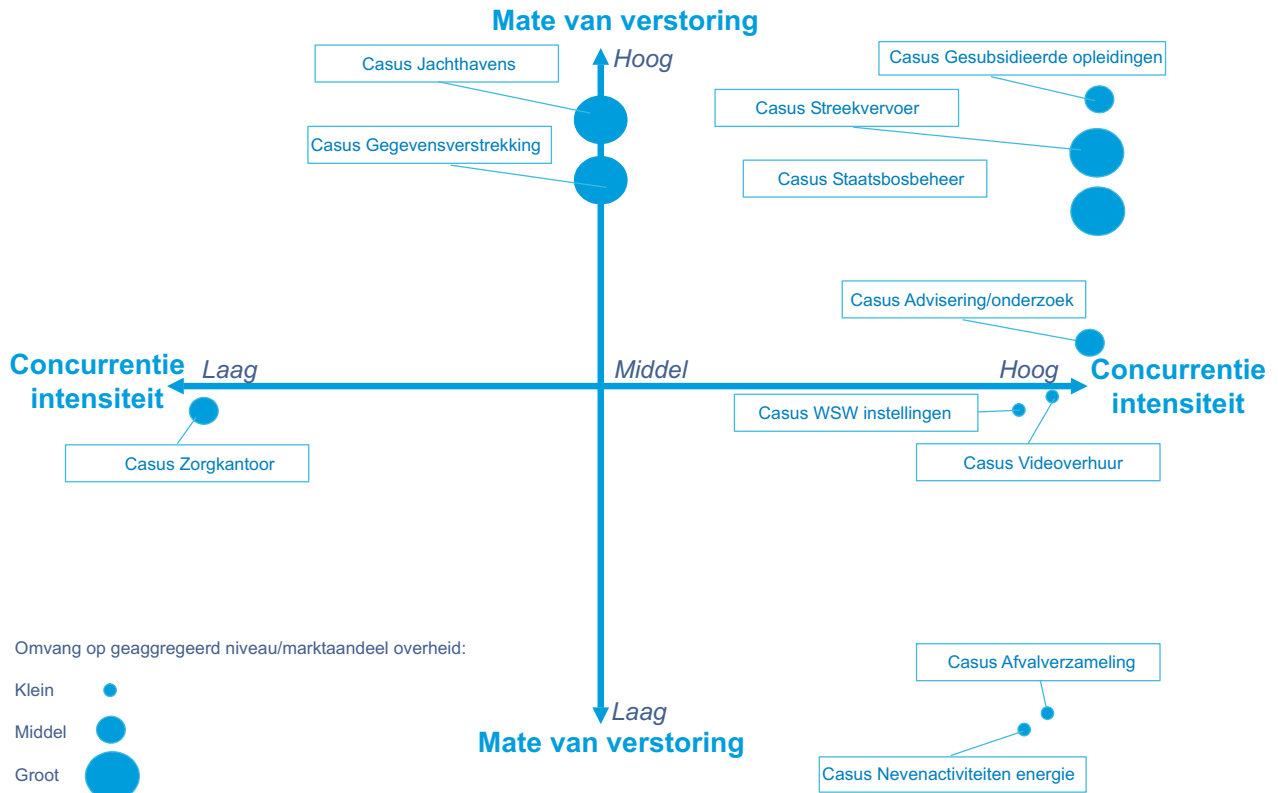 Mate van verstoring
Hoog
Casus Jachthavens
Casus Gegevensverstrekking
Casus Gesubsidieerde opleidingen
Casus Streekvervoer
Casus Staatsbosbeheer
Casus Advisering/onderzoek
Concurrentie
intensiteit
Laag
Middel
Hoog
Concurrentie
intensiteit
Casus WSW instellingen
Casus Zorgkantoor
Casus Videoverhuur
Omvang op geaggregeerd niveau/marktaandeel overheid:
Klein
Middel
Groot
Laag
Mate van verstoring
Casus Afvalverzameling
Casus Nevenactiviteiten energie